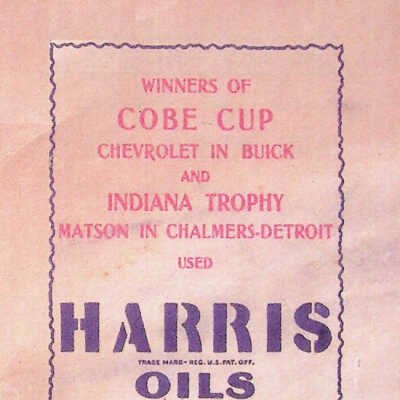 WINNERS OF
COBE CUP
CHEVROLET IN BUICK
AND
INDIANA TROPHY
MATSON IN CHALMERS-DETROIT
USED
HARRIS
TRADE MARK - REG. U.S. PAT. OFF.
OILS